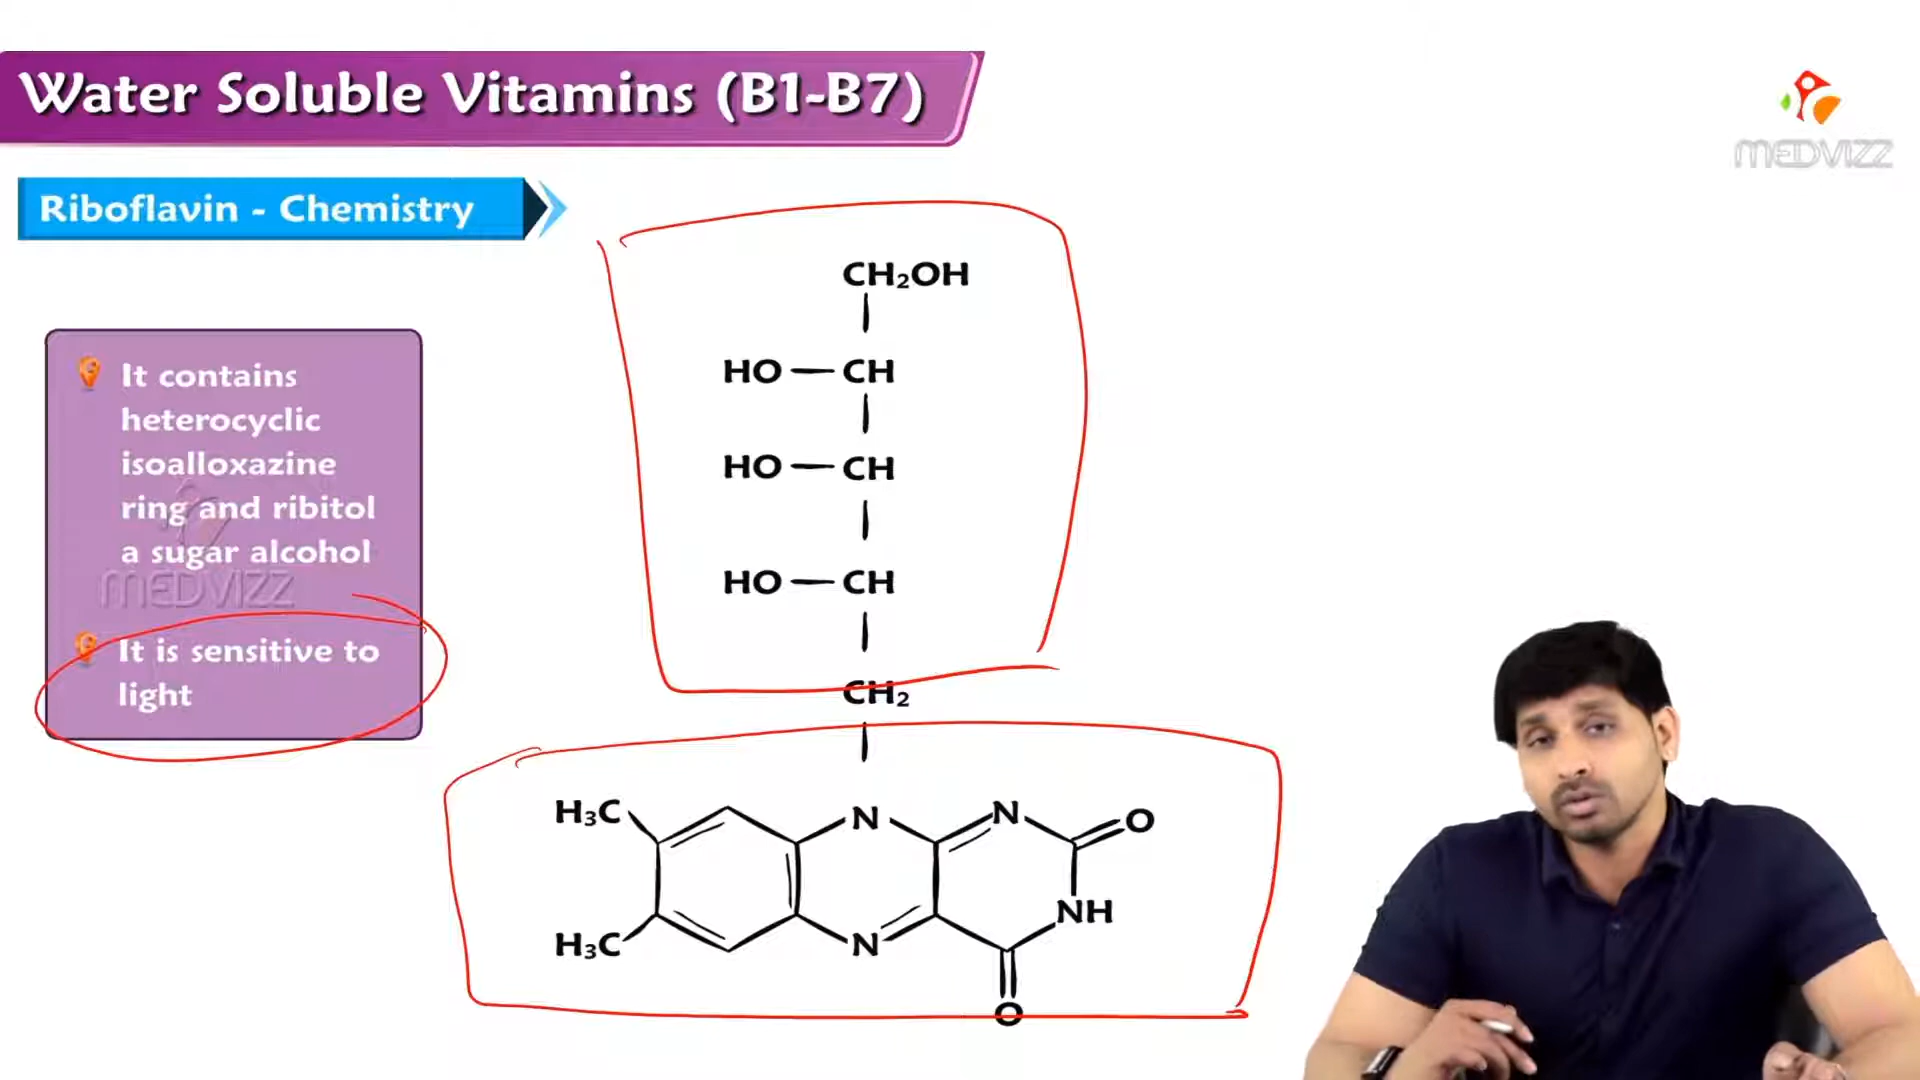 Water Soluble Vitamins (B1-B7)
MEDVIZZ
Riboflavin - Chemistry
It contains
heterocyclic
isoalloxazine
ring and ribitol
a sugar alcohol
MEDVIZZ
It is sensitive to
light
CH₂OH
HO CH
HO CH
HO CH
CH₂
H₃C N N O
NH
H₃C N
O